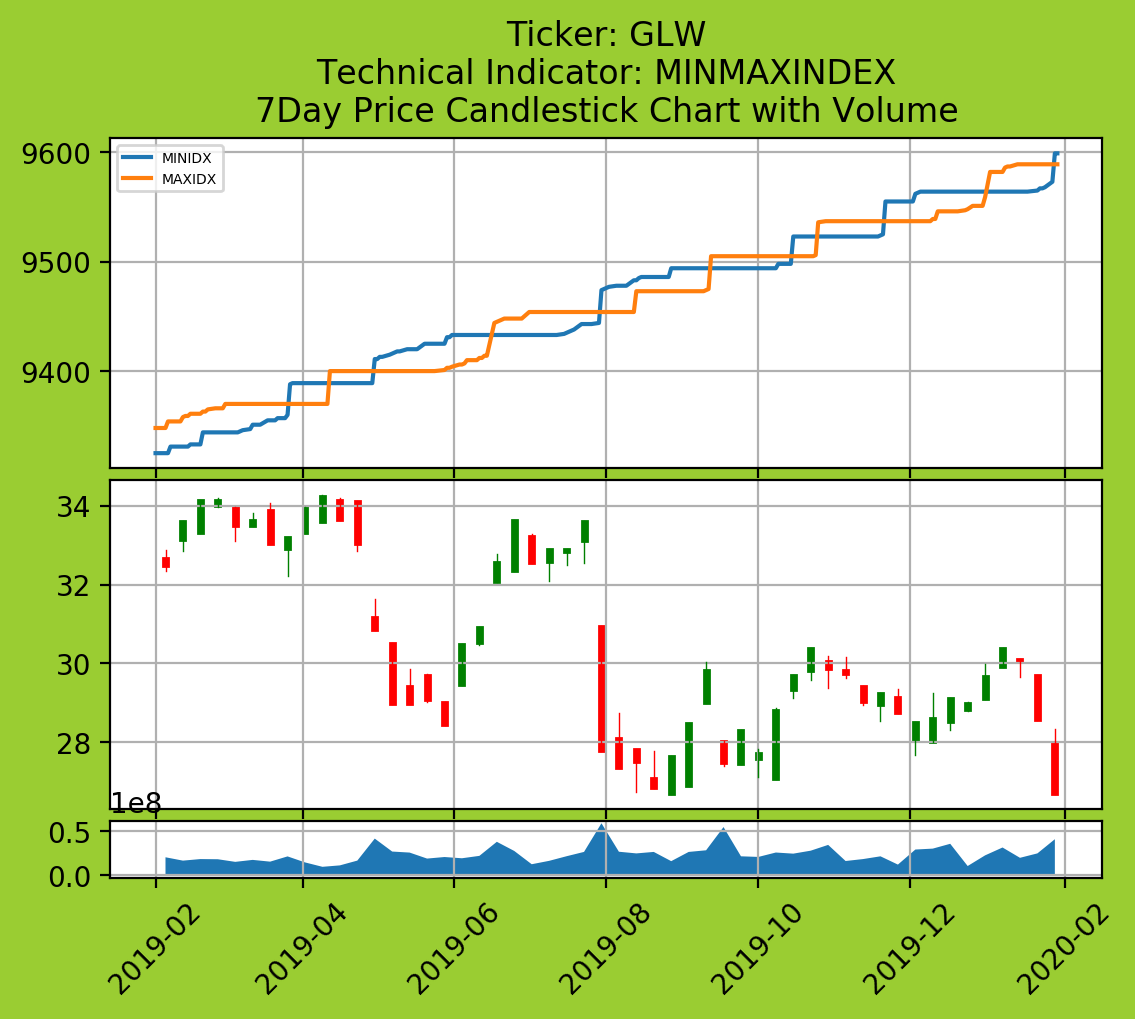 Ticker: GLW
Technical Indicator: MINMAXINDEX
7Day Price Candlestick Chart with Volume
MINIDX
MAXIDX
9600
9500
9400
34
32
30
28
1e8
0.5
0.0
2019-02
2019-04
2019-06
2019-08
2019-10
2019-12
2020-02